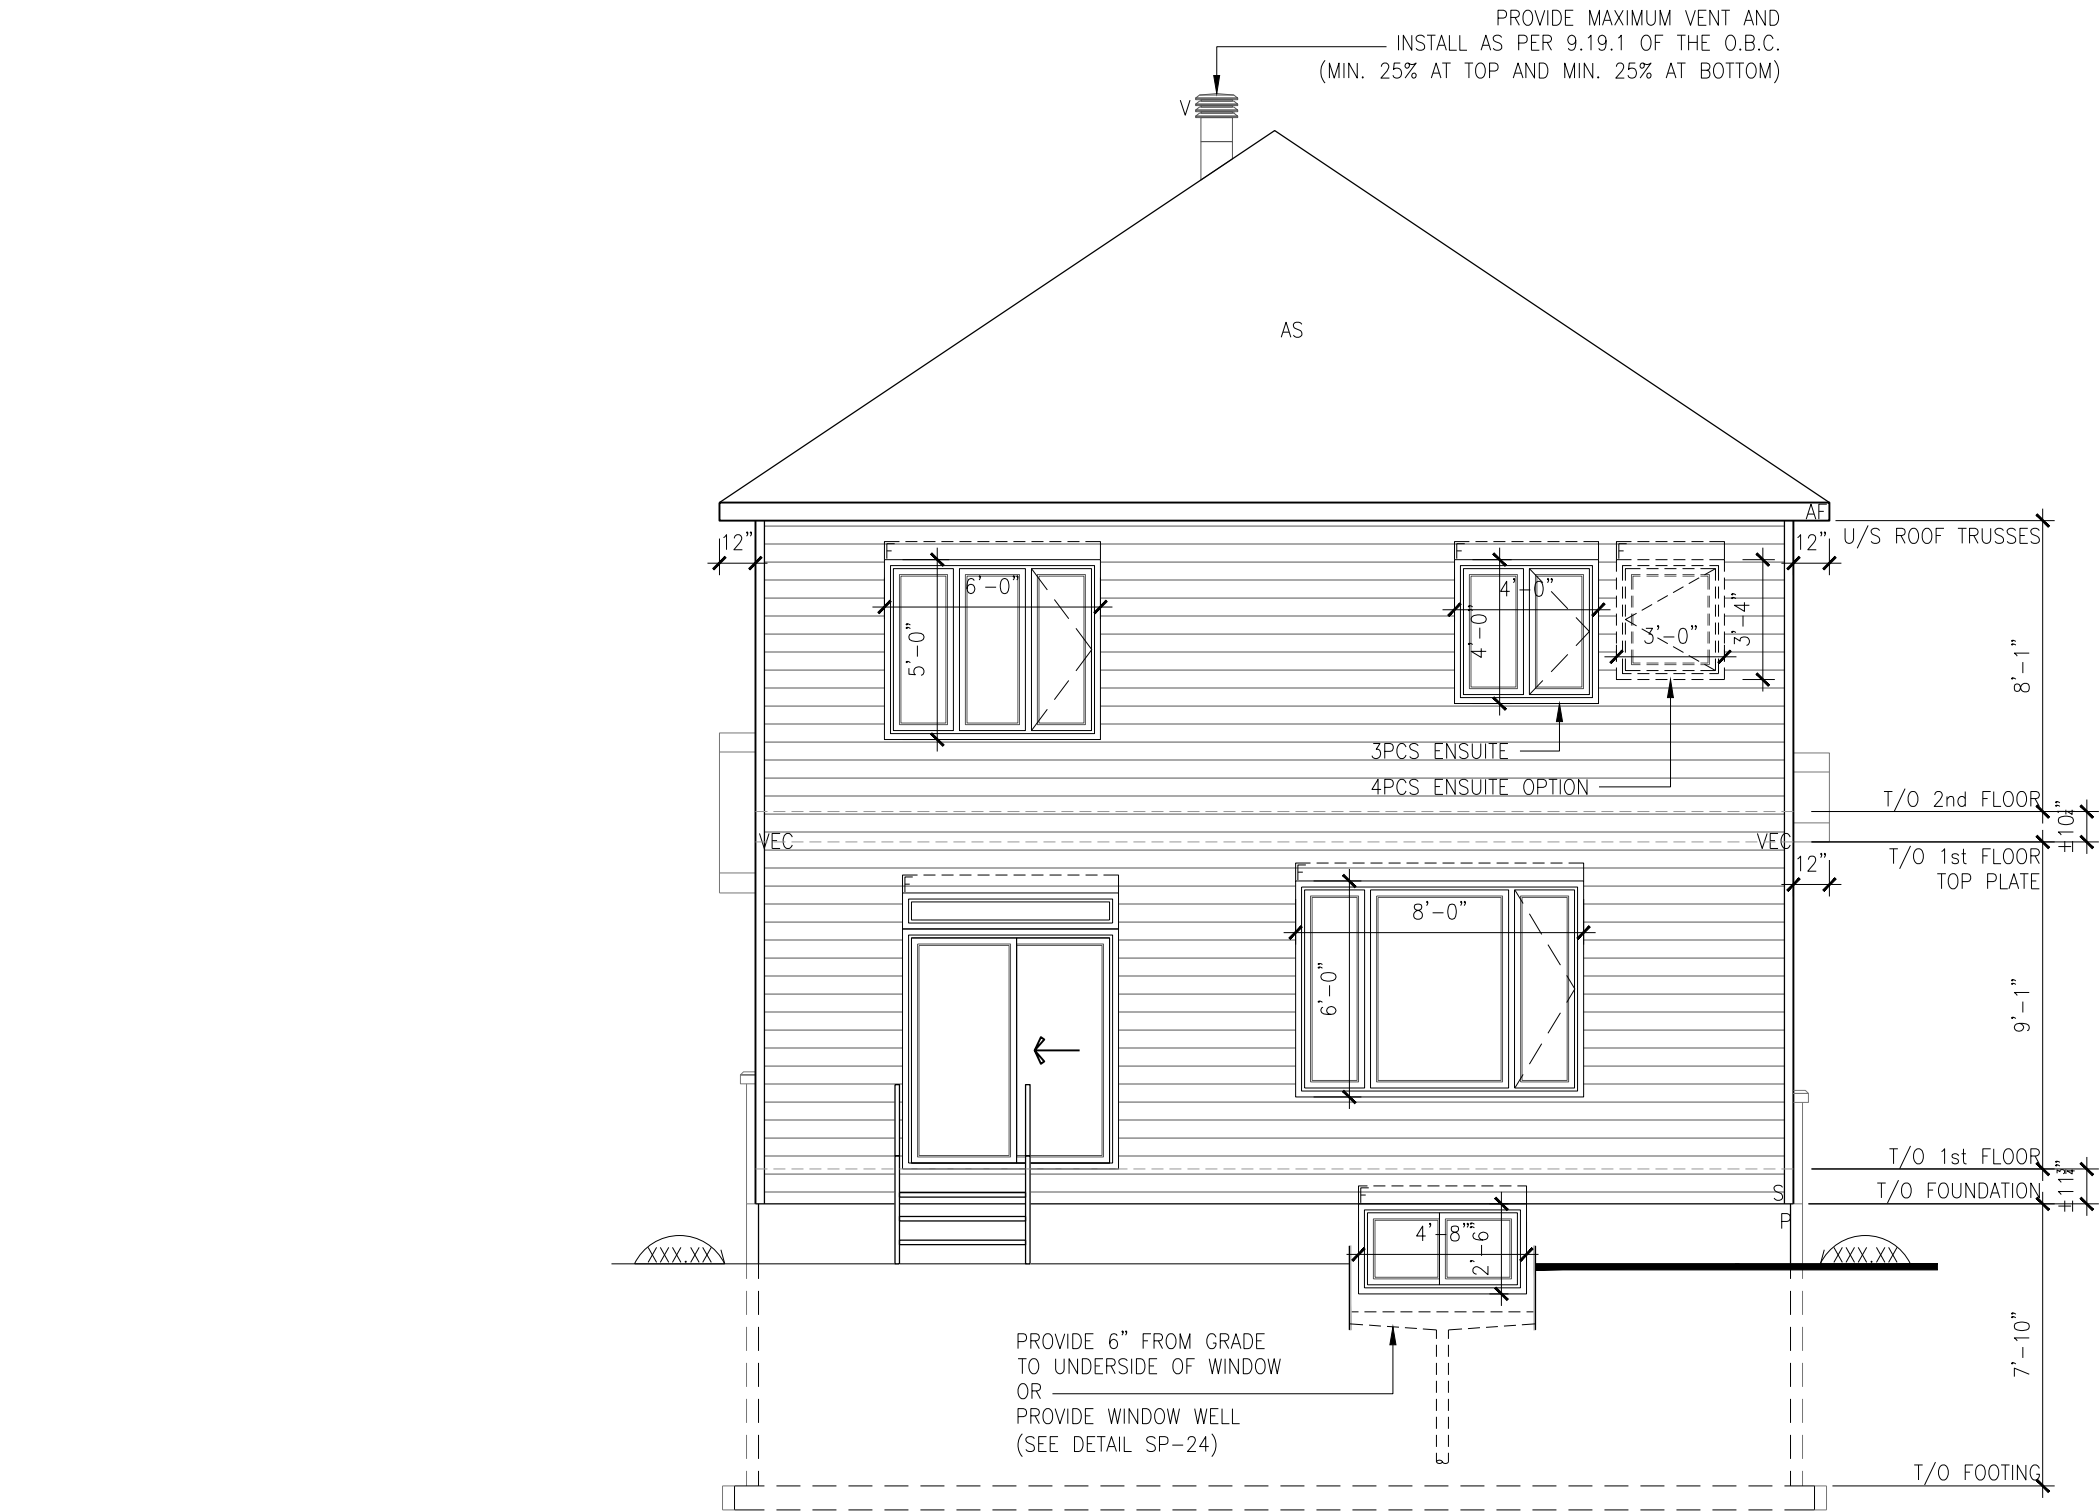 PROVIDE MAXIMUM VENT AND
INSTALL AS PER 9.19.1 OF THE O.B.C.
(MIN. 25% AT TOP AND MIN. 25% AT BOTTOM)
V
AS
AF
U/S ROOF TRUSSES
12"
12"
F
F
F
6'-0"
5'-0"
4'-0"
4'-0"
3'-0"
3'-4"
8'-1"
3PCS ENSUITE
4PCS ENSUITE OPTION
T/O 2nd FLOOR
VEC
VEC
T/O 1st FLOOR
TOP PLATE
12"
F
F
8'-0"
6'-0"
9'-1"
T/O 1st FLOOR
T/O FOUNDATION
S
P
F
4'-8"
2'-6"
XXX.XX
XXX.XX
PROVIDE 6" FROM GRADE
TO UNDERSIDE OF WINDOW
OR
PROVIDE WINDOW WELL
(SEE DETAIL SP-24)
7'-10"
T/O FOOTING